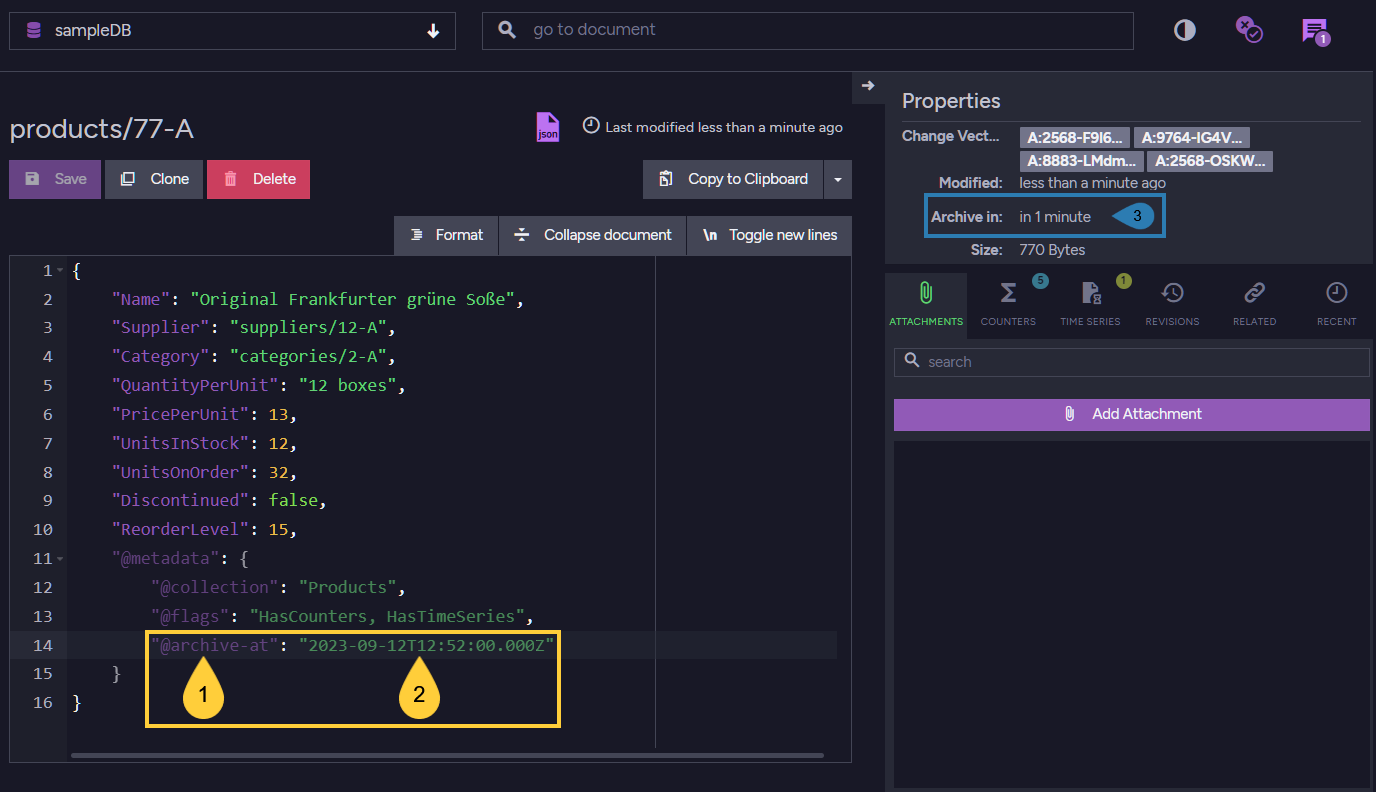 sampleDB
go to document
1
products/77-A
json
Last modified less than a minute ago
Save
Clone
Delete
Copy to Clipboard
Format
Collapse document
\n Toggle new lines
1 {
2 "Name": "Original Frankfurter grüne Soße",
3 "Supplier": "suppliers/12-A",
4 "Category": "categories/2-A",
5 "QuantityPerUnit": "12 boxes",
6 "PricePerUnit": 13,
7 "UnitsInStock": 12,
8 "UnitsOnOrder": 32,
9 "Discontinued": false,
10 "ReorderLevel": 15,
11 "@metadata": {
12 "@collection": "Products",
13 "@flags": "HasCounters, HasTimeSeries",
14 "@archive-at": "2023-09-12T12:52:00.000Z"
15 }
16 }
1
2
Properties
Change Vect... A:2568-F9I6... A:9764-IG4V...
A:8883-LMdm... A:2568-OSKW...
Modified: less than a minute ago
Archive in: in 1 minute 3
Size: 770 Bytes
ATTACHMENTS
5
COUNTERS
1
TIME SERIES
REVISIONS
RELATED
RECENT
search
Add Attachment